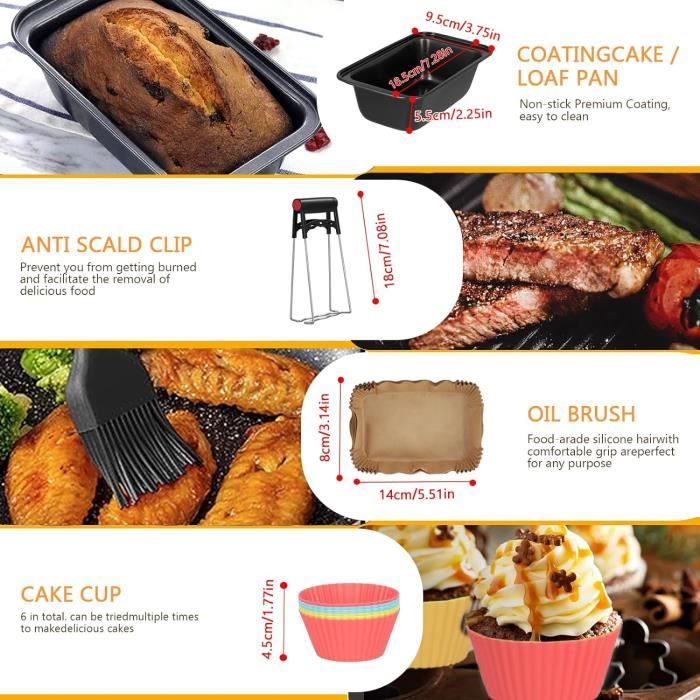 9.5cm/3.75in
18.5cm/7.28in
5.5cm/2.25in
COATINGCAKE /
LOAF PAN
Non-stick Premium Coating,
easy to clean
ANTI SCALD CLIP
Prevent you from getting burned
and facilitate the removal of
delicious food
18cm/7.08in
8cm/3.14in
14cm/5.51in
OIL BRUSH
Food-arade silicone hairwith
comfortable grip areperfect
for any purpose
CAKE CUP
6 in total. can be triedmultiple times
to makedelicious cakes
4.5cm/1.77in